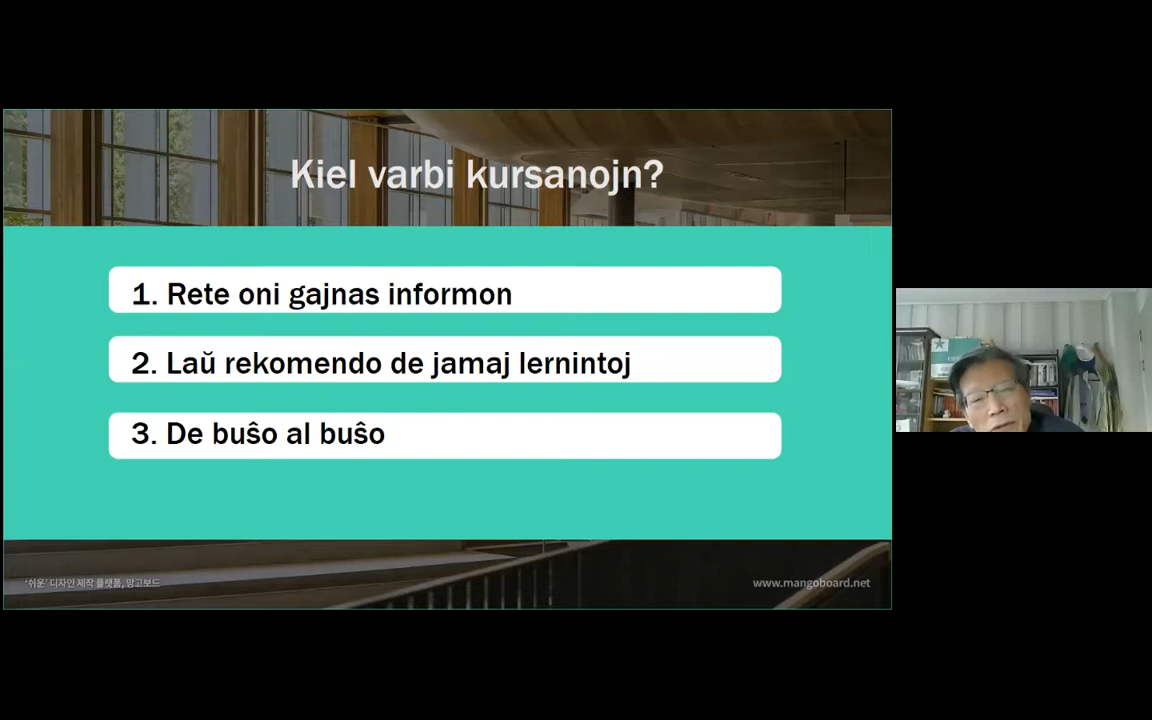 Kiel varbi kursanojn?
1. Rete oni gajnas informon
2. Laŭ rekomendo de jamaj lernintoj
3. De buŝo al buŝo
'쉬운' 디자인 제작 플랫폼, 망고보드
www.mangoboard.net